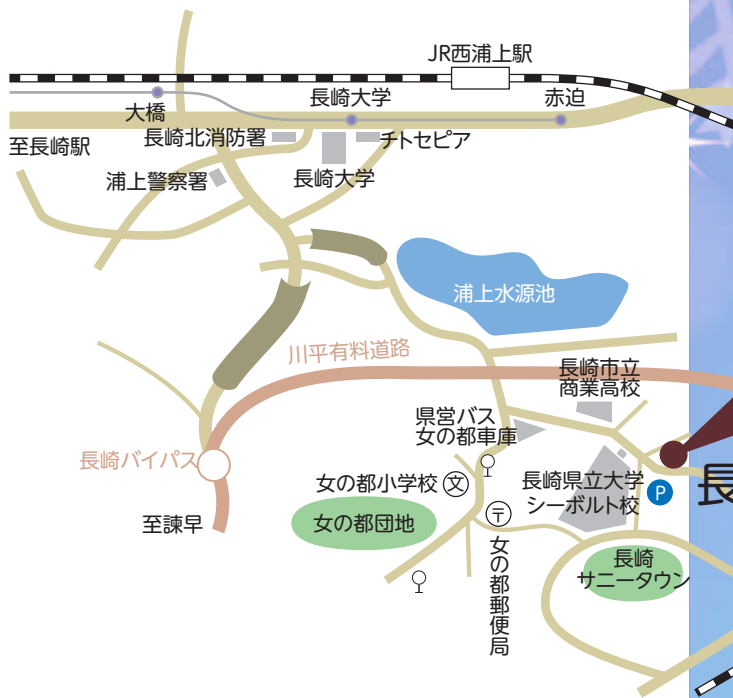 JR西浦上駅
大橋
長崎大学
赤迫
至長崎駅
長崎北消防署
チトセピア
浦上警察署
長崎大学
浦上水源池
川平有料道路
長崎市立
商業高校
県営バス
女の都車庫
長崎バイパス
女の都小学校
文
長崎県立大学
シーボルト校
P
長
至諫早
女の都団地
〒
女の都郵便局
長崎
サニータウン